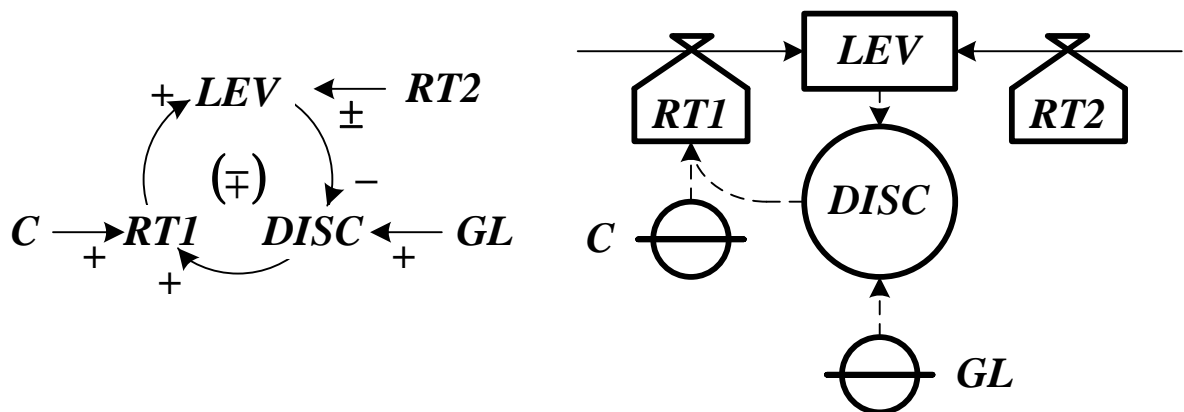 + LEV RT2
±
(∓) −
C RT1 DISC GL
+ + +
LEV
RT1 RT2
DISC
C
GL